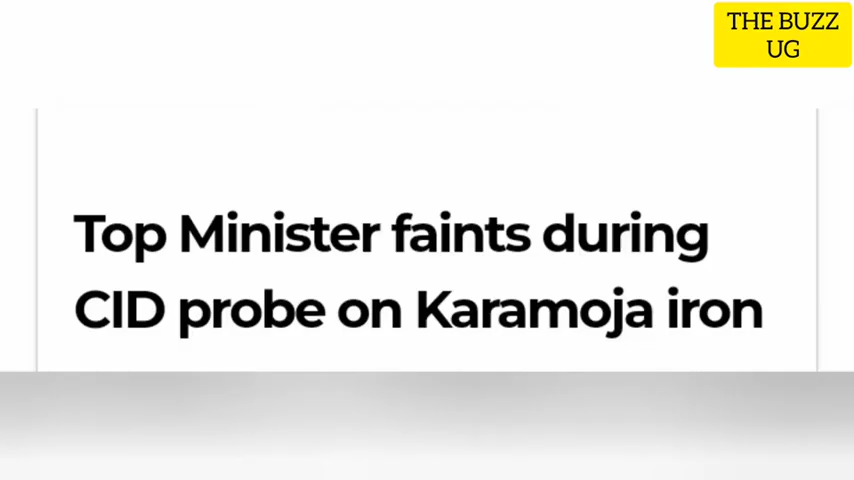 THE BUZZ
UG
Top Minister faints during
CID probe on Karamoja iron